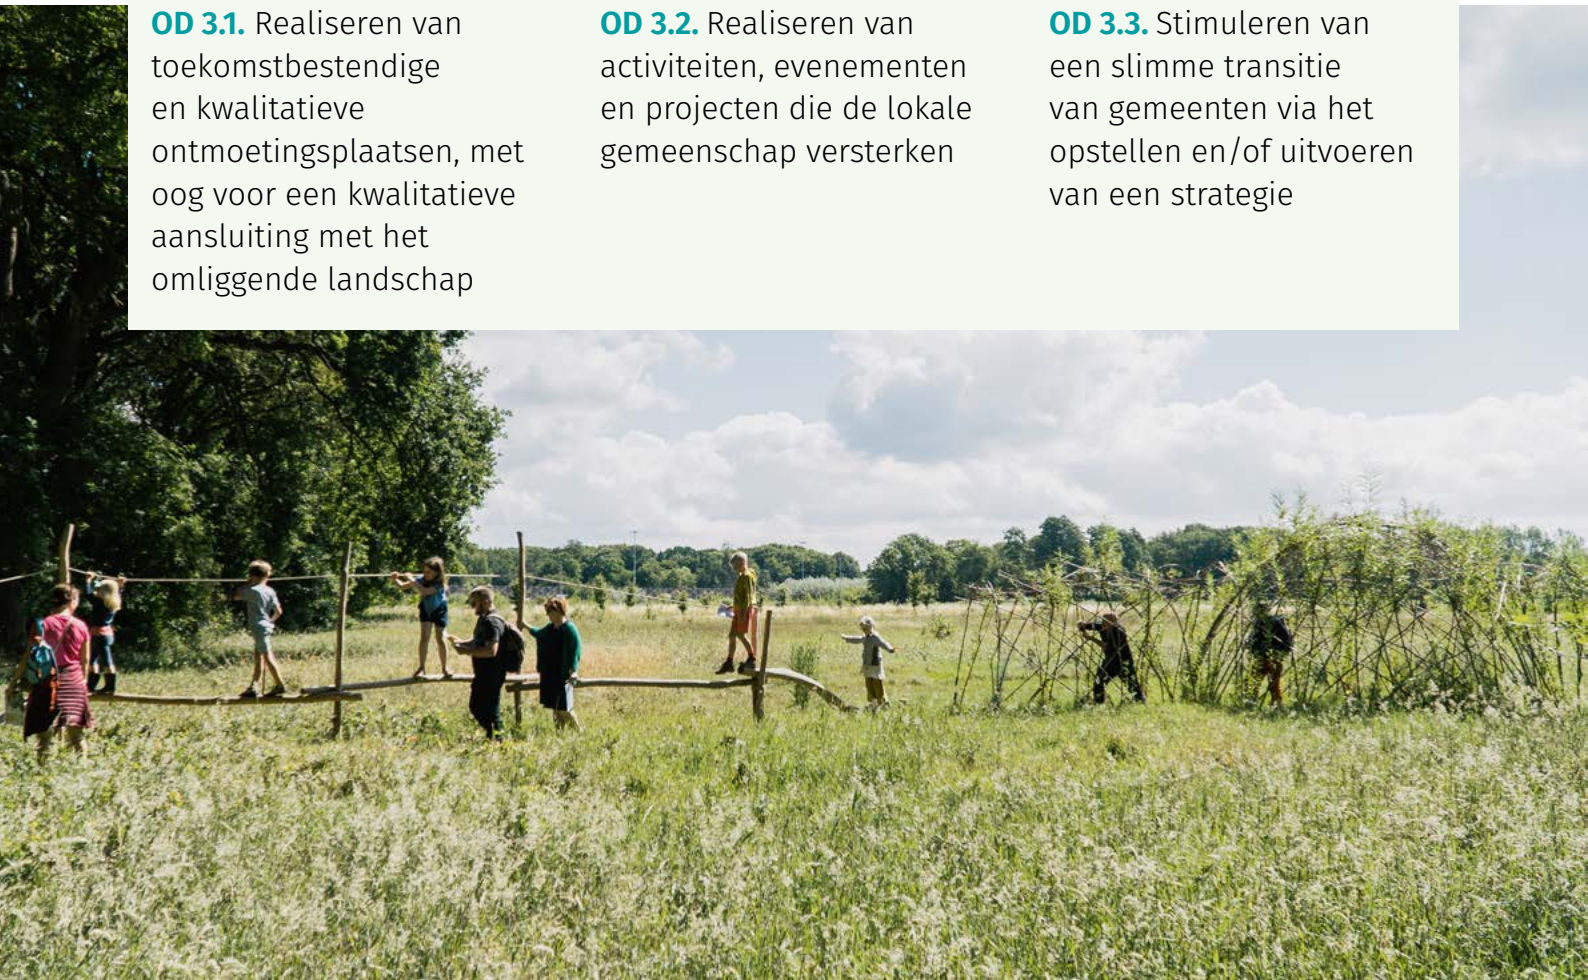 OD 3.1. Realiseren van
toekomstbestendige
en kwalitatieve
ontmoetingsplaatsen, met
oog voor een kwalitatieve
aansluiting met het
omliggende landschap
OD 3.2. Realiseren van
activiteiten, evenementen
en projecten die de lokale
gemeenschap versterken
OD 3.3. Stimuleren van
een slimme transitie
van gemeenten via het
opstellen en/of uitvoeren
van een strategie